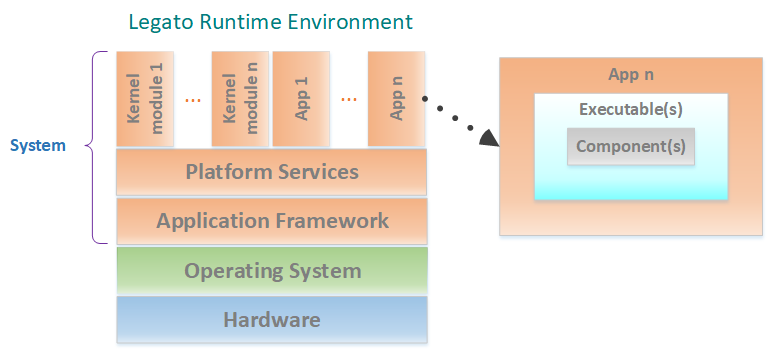 Legato Runtime Environment
System
Kernel
module 1
...
Kernel
module n
App 1
...
App n
Platform Services
Application Framework
Operating System
Hardware
App n
Executable(s)
Component(s)